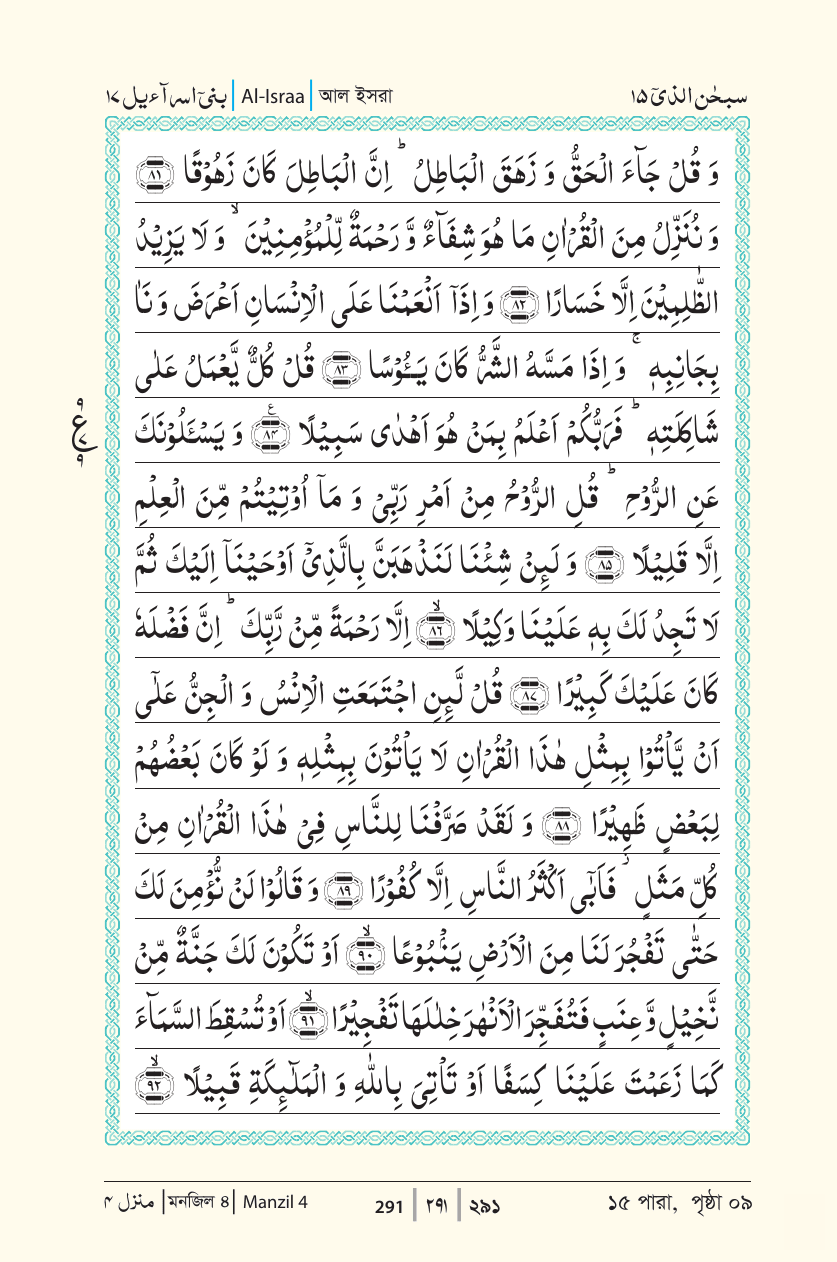 سبحٰن الذیٓ ۱۵ بنیٓ اسرآءیل ۱۷ | Al-Israa | আল ইসরা
وَ قُلْ جَآءَ الْحَقُّ وَ زَهَقَ الْبَاطِلُ ؕ اِنَّ الْبَاطِلَ كَانَ زَهُوْقًا ﴿۸۱﴾
وَ نُنَزِّلُ مِنَ الْقُرْاٰنِ مَا هُوَ شِفَآءٌ وَّ رَحْمَةٌ لِّلْمُؤْمِنِيْنَ ۙ وَ لَا يَزِيْدُ
الظّٰلِمِيْنَ اِلَّا خَسَارًا ﴿۸۲﴾ وَ اِذَاۤ اَنْعَمْنَا عَلَى الْاِنْسَانِ اَعْرَضَ وَ نَاٰ
بِجَانِبِهٖ ۚ وَ اِذَا مَسَّهُ الشَّرُّ كَانَ يَـُٔوْسًا ﴿۸۳﴾ قُلْ كُلٌّ يَّعْمَلُ عَلٰى
شَاكِلَتِهٖ ؕ فَرَبُّكُمْ اَعْلَمُ بِمَنْ هُوَ اَهْدٰى سَبِيْلًا ﴿۸۴﴾ وَ يَسْـَٔلُوْنَكَ
عَنِ الرُّوْحِ ؕ قُلِ الرُّوْحُ مِنْ اَمْرِ رَبِّيْ وَ مَاۤ اُوْتِيْتُمْ مِّنَ الْعِلْمِ
اِلَّا قَلِيْلًا ﴿۸۵﴾ وَ لَىِٕنْ شِئْنَا لَنَذْهَبَنَّ بِالَّذِيْۤ اَوْحَيْنَاۤ اِلَيْكَ ثُمَّ
لَا تَجِدُ لَكَ بِهٖ عَلَيْنَا وَكِيْلًا ۙ﴿۸۶﴾ اِلَّا رَحْمَةً مِّنْ رَّبِّكَ ؕ اِنَّ فَضْلَهٗ
كَانَ عَلَيْكَ كَبِيْرًا ﴿۸۷﴾ قُلْ لَّىِٕنِ اجْتَمَعَتِ الْاِنْسُ وَ الْجِنُّ عَلٰۤى
اَنْ يَّاْتُوْا بِمِثْلِ هٰذَا الْقُرْاٰنِ لَا يَاْتُوْنَ بِمِثْلِهٖ وَ لَوْ كَانَ بَعْضُهُمْ
لِبَعْضٍ ظَهِيْرًا ﴿۸۸﴾ وَ لَقَدْ صَرَّفْنَا لِلنَّاسِ فِيْ هٰذَا الْقُرْاٰنِ مِنْ
كُلِّ مَثَلٍ ؗ فَاَبٰۤى اَكْثَرُ النَّاسِ اِلَّا كُفُوْرًا ﴿۸۹﴾ وَ قَالُوْا لَنْ نُّؤْمِنَ لَكَ
حَتّٰى تَفْجُرَ لَنَا مِنَ الْاَرْضِ يَنْۢبُوْعًا ۙ﴿۹۰﴾ اَوْ تَكُوْنَ لَكَ جَنَّةٌ مِّنْ
نَّخِيْلٍ وَّ عِنَبٍ فَتُفَجِّرَ الْاَنْهٰرَ خِلٰلَهَا تَفْجِيْرًا ۙ﴿۹۱﴾ اَوْ تُسْقِطَ السَّمَآءَ
كَمَا زَعَمْتَ عَلَيْنَا كِسَفًا اَوْ تَاْتِيَ بِاللّٰهِ وَ الْمَلٰٓىِٕكَةِ قَبِيْلًا ۙ﴿۹۲﴾
منزل ۴ | মনজিল ৪ | Manzil 4 291 | ۲۹۱ | ২৯১ ১৫ পারা, পৃষ্ঠা ০৯